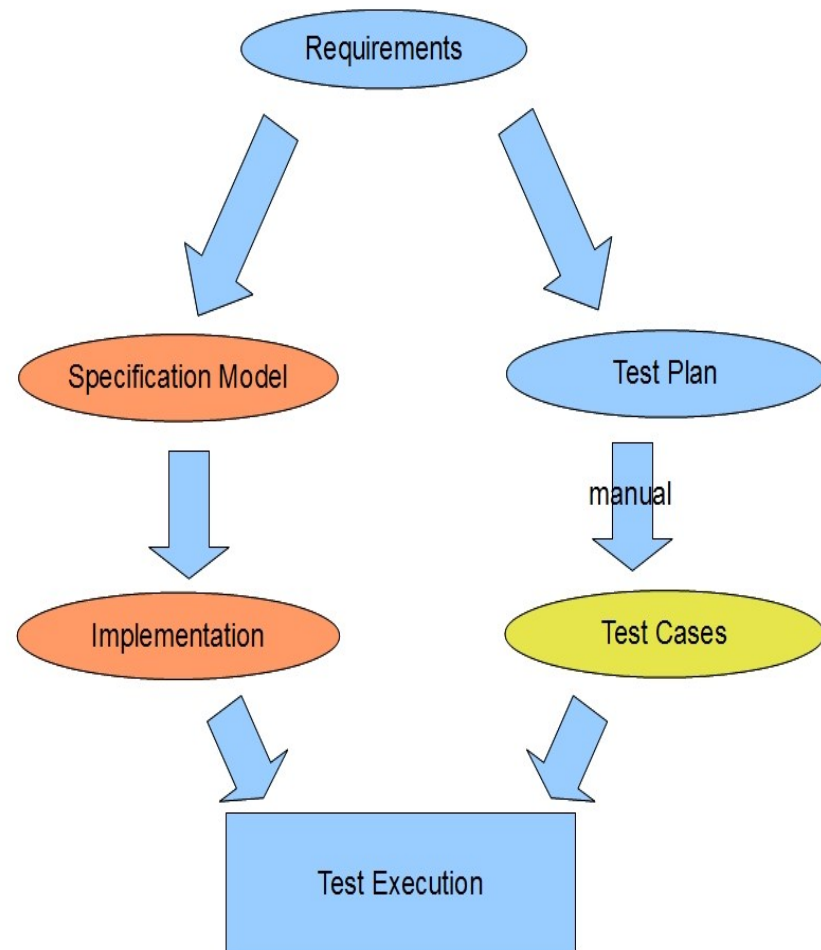 Requirements
Specification Model
Test Plan
manual
Implementation
Test Cases
Test Execution